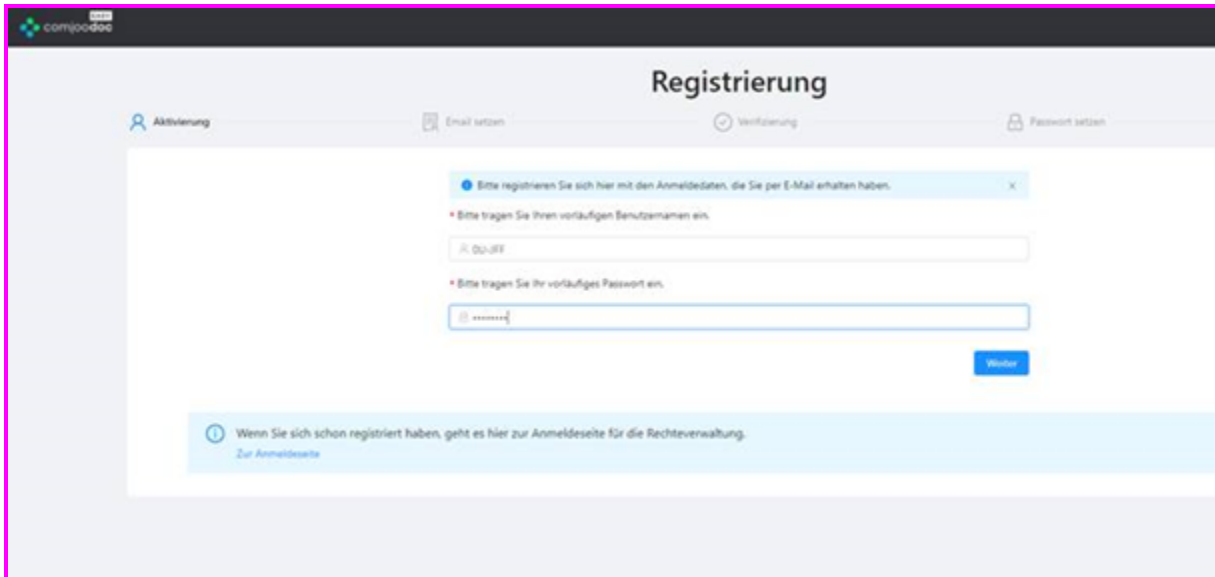 EASY
comjoodoc
Registrierung
Aktivierung
Email setzen
Verifizierung
Passwort setzen
Bitte registrieren Sie sich hier mit den Anmeldedaten, die Sie per E-Mail erhalten haben.
* Bitte tragen Sie Ihren vorläufigen Benutzernamen ein.
* Bitte tragen Sie Ihr vorläufiges Passwort ein.
••••••••
Weiter
Wenn Sie sich schon registriert haben, geht es hier zur Anmeldeseite für die Rechteverwaltung.
Zur Anmeldeseite